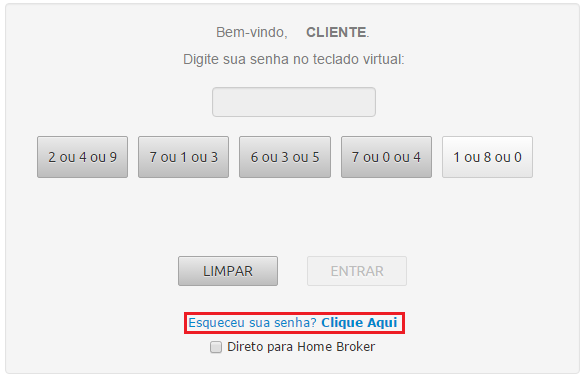 Bem-vindo, CLIENTE.
Digite sua senha no teclado virtual:
2 ou 4 ou 9 7 ou 1 ou 3 6 ou 3 ou 5 7 ou 0 ou 4 1 ou 8 ou 0
LIMPAR ENTRAR
Esqueceu sua senha? Clique Aqui
Direto para Home Broker